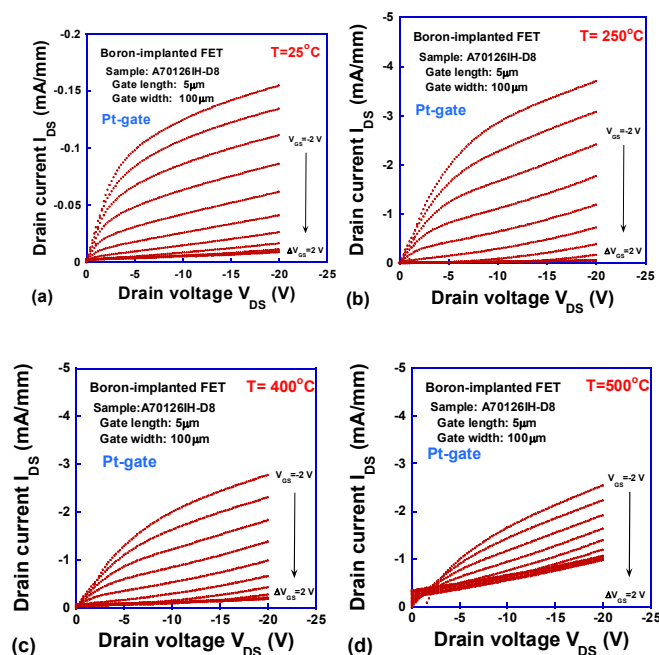 -0.2
Boron-implanted FET
T=25°C
Sample: A70126IH-D8
Gate length: 5μm
Gate width: 100μm
-0.15
Pt-gate
V_GS=-2 V
-0.1
-0.05
ΔV_GS=2 V
0
0 -5 -10 -15 -20 -25
Drain current I_DS (mA/mm)
Drain voltage V_DS (V)
(a)
-5
Boron-implanted FET
T= 250°C
Sample: A70126IH-D8
Gate length: 5μm
Gate width: 100μm
-4
Pt-gate
-3
V_GS=-2 V
-2
-1
ΔV_GS=2 V
0
0 -5 -10 -15 -20 -25
Drain current I_DS (mA/mm)
Drain voltage V_DS (V)
(b)
-5
Boron-implanted FET
T= 400°C
Sample:A70126IH-D8
Gate length: 5μm
Gate width: 100μm
-4
Pt-gate
-3
V_GS=-2 V
-2
-1
ΔV_GS=2 V
0
0 -5 -10 -15 -20 -25
Drain current I_DS (mA/mm)
Drain voltage V_DS (V)
(c)
-5
Boron-implanted FET
T=500°C
Sample: A70126IH-D8
Gate length: 5μm
Gate width: 100μm
-4
Pt-gate
-3
V_GS=-2 V
-2
-1
ΔV_GS=2 V
0
0 -5 -10 -15 -20 -25
Drain current I_DS (mA/mm)
Drain voltage V_DS (V)
(d)